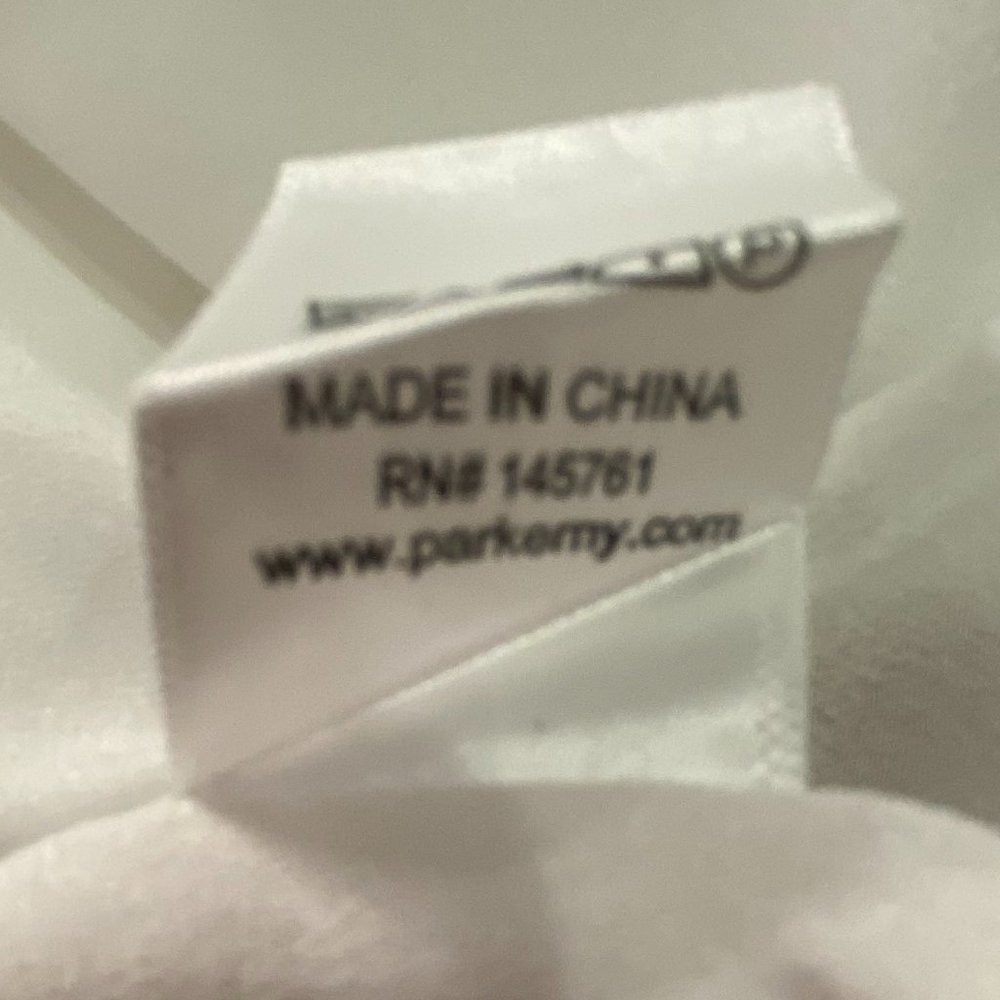 MADE IN CHINA
RN# 145761
www.parkerny.com